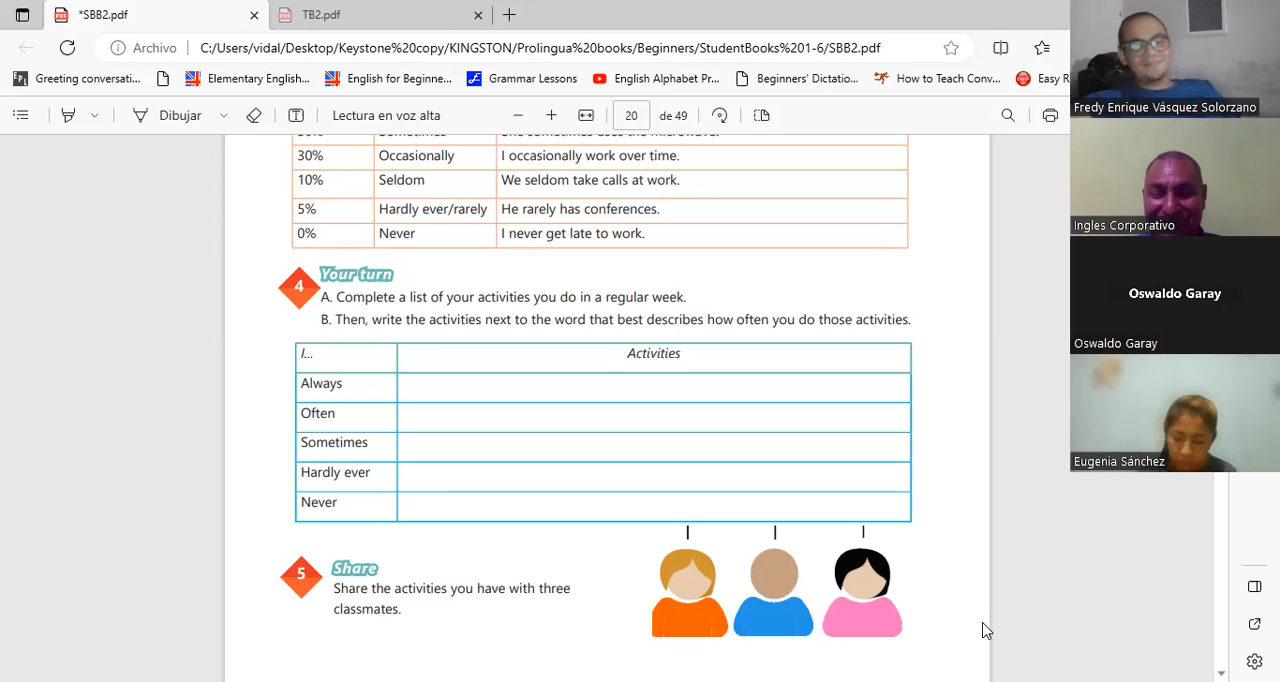 *SBB2.pdf
TB2.pdf
Archivo
C:/Users/vidal/Desktop/Keystone%20copy/KINGSTON/Prolingua%20books/Beginners/StudentBooks%201-6/SBB2.pdf
Greeting conversati...
Elementary English...
English for Beginne...
Grammar Lessons
English Alphabet Pr...
Beginners' Dictatio...
How to Teach Conv...
Easy R
Dibujar
Lectura en voz alta
20 de 49
30% Occasionally I occasionally work over time.
10% Seldom We seldom take calls at work.
5% Hardly ever/rarely He rarely has conferences.
0% Never I never get late to work.
4 Your turn
A. Complete a list of your activities you do in a regular week.
B. Then, write the activities next to the word that best describes how often you do those activities.
I... Activities
Always
Often
Sometimes
Hardly ever
Never
5 Share
Share the activities you have with three
classmates.
Fredy Enrique Vásquez Solorzano
Ingles Corporativo
Oswaldo Garay
Oswaldo Garay
Eugenia Sánchez